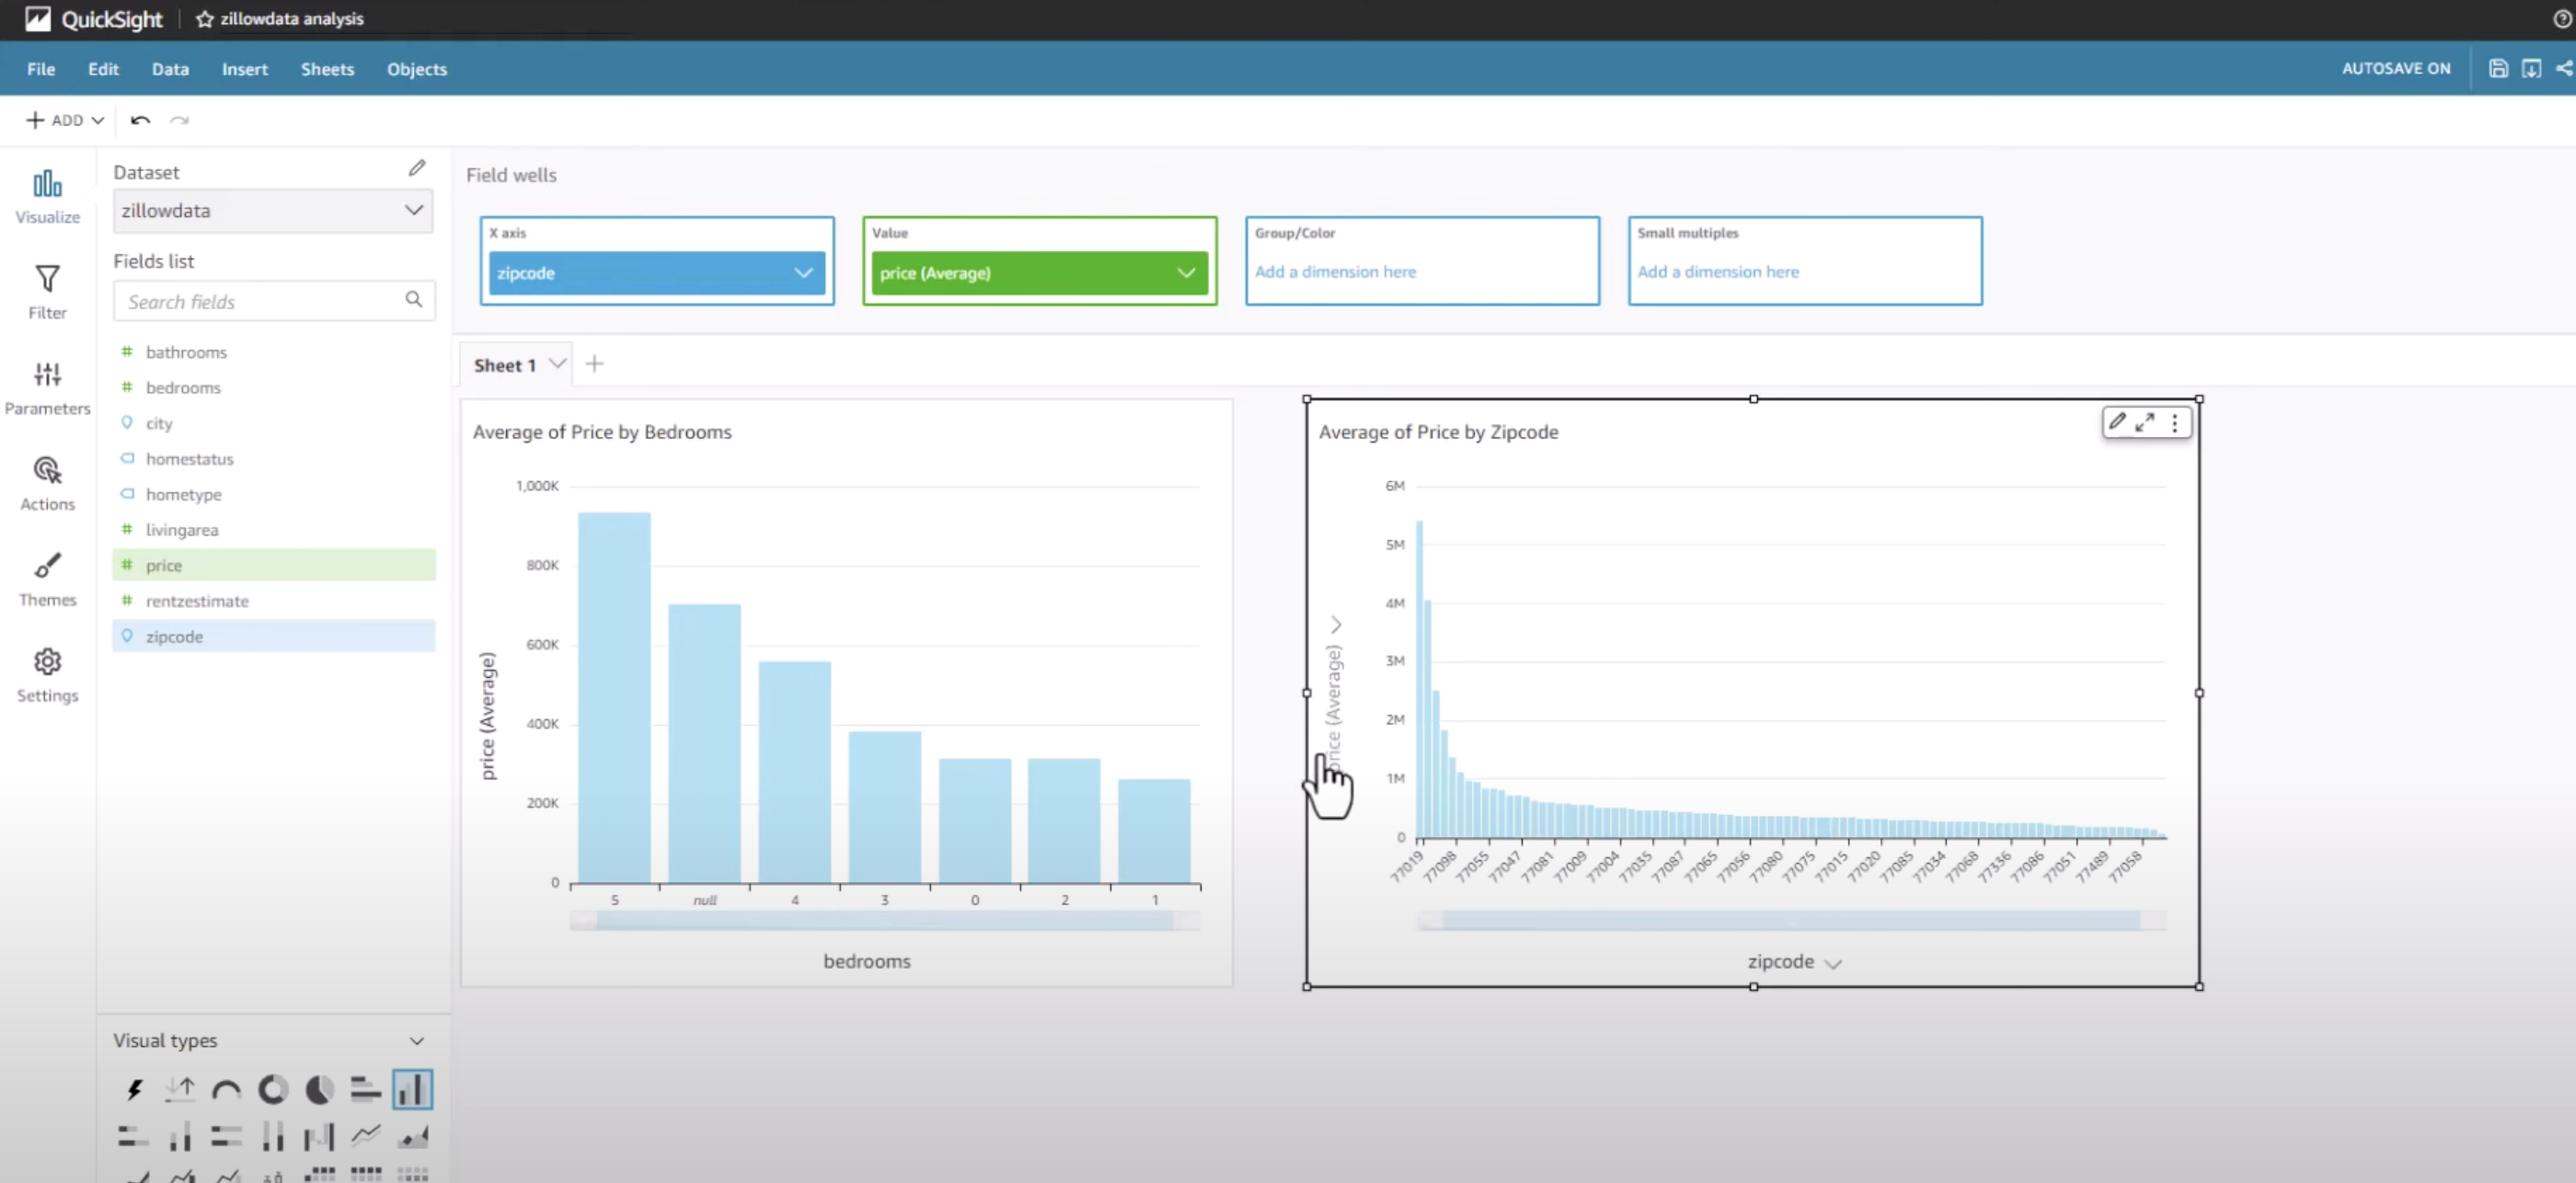 QuickSight
zillowdata analysis
File Edit Data Insert Sheets Objects
AUTOSAVE ON
ADD
Visualize
Filter
Parameters
Actions
Themes
Settings
Dataset
zillowdata
Fields list
Search fields
# bathrooms
# bedrooms
city
homestatus
hometype
# livingarea
# price
# rentzestimate
zipcode
Visual types
Field wells
X axis
zipcode
Value
price (Average)
Group/Color
Add a dimension here
Small multiples
Add a dimension here
Sheet 1
Average of Price by Bedrooms
price (Average)
1,000K
800K
600K
400K
200K
0
5 null 4 3 0 2 1
bedrooms
Average of Price by Zipcode
price (Average)
6M
5M
4M
3M
2M
1M
0
77019 77098 77055 77047 77081 77009 77004 77035 77087 77065 77056 77080 77075 77015 77020 77085 77034 77068 77336 77086 77051 77489 77058
zipcode